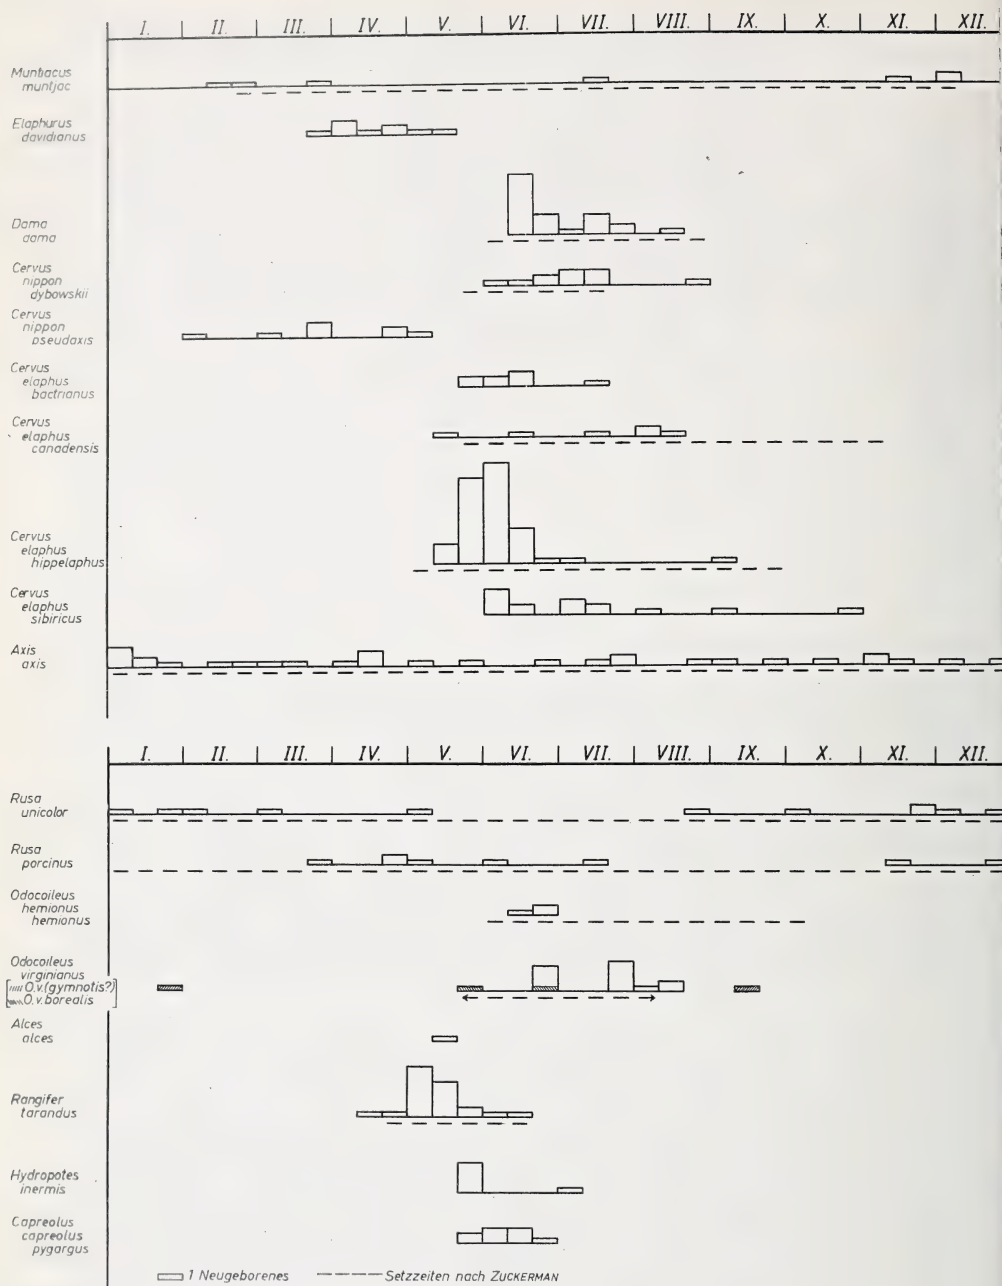 I. II. III. IV. V. VI. VII. VIII. IX. X. XI. XII.
Muntiacus
muntjac
Elaphurus
davidianus
Dama
dama
Cervus
nippon
dybowskii
Cervus
nippon
pseudaxis
Cervus
elaphus
bactrianus
Cervus
elaphus
canadensis
Cervus
elaphus
hippelaphus
Cervus
elaphus
sibiricus
Axis
axis
I. II. III. IV. V. VI. VII. VIII. IX. X. XI. XII.
Rusa
unicolor
Rusa
porcinus
Odocoileus
hemionus
hemionus
Odocoileus
virginianus
O.v.(gymnotis?)
O.v.borealis
Alces
alces
Rangifer
tarandus
Hydropotes
inermis
Capreolus
capreolus
pygargus
1 Neugeborenes Setzzeiten nach ZUCKERMAN